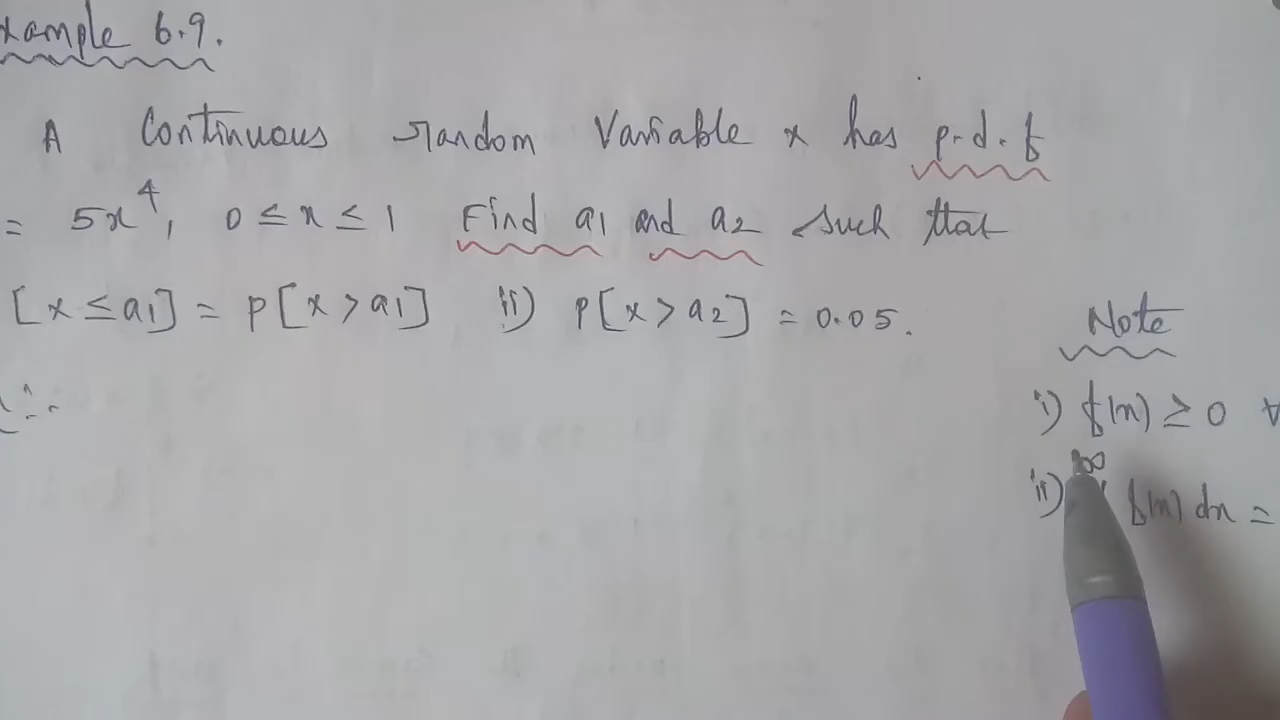 xample 6.9.
A Continuous random Variable x has p.d.f
= 5x⁴, 0 ≤ x ≤ 1 Find a1 and a2 such that
[x ≤ a1] = P[x > a1] ii) P[x > a2] = 0.05.
Note
i) f(x) ≥ 0 ∀
ii) ∞ f(x) dx =